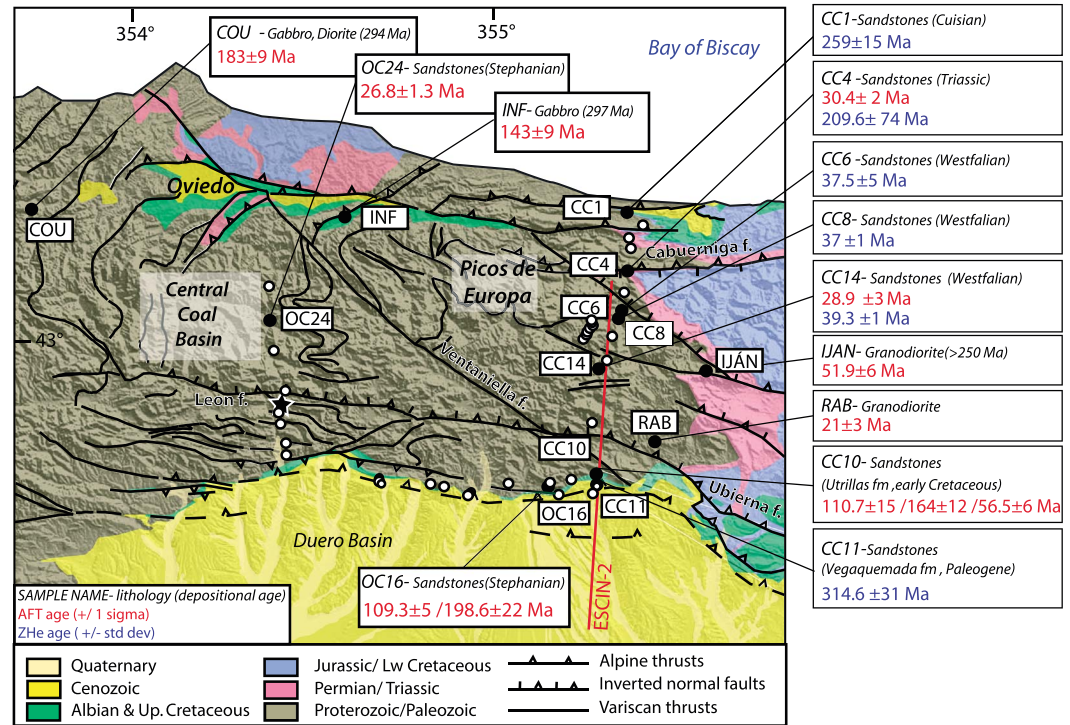 354°
355°
Bay of Biscay
COU - Gabbro, Diorite (294 Ma)
183±9 Ma
OC24- Sandstones(Stephanian)
26.8±1.3 Ma
INF- Gabbro (297 Ma)
143±9 Ma
CC1-Sandstones (Cuisian)
259±15 Ma
CC4 -Sandstones (Triassic)
30.4± 2 Ma
209.6± 74 Ma
CC6 -Sandstones (Westfalian)
37.5±5 Ma
CC8- Sandstones (Westfalian)
37 ±1 Ma
CC14- Sandstones (Westfalian)
28.9 ±3 Ma
39.3 ±1 Ma
IJAN- Granodiorite(>250 Ma)
51.9±6 Ma
RAB- Granodiorite
21±3 Ma
CC10- Sandstones
(Utrillas fm ,early Cretaceous)
110.7±15 /164±12 /56.5±6 Ma
CC11-Sandstones
(Vegaquemada fm , Paleogene)
314.6 ±31 Ma
Oviedo
COU
INF
CC1
Cabuerniga f.
CC4
Picos de
Europa
Central
Coal
Basin
OC24
CC6
CC8
43°
CC14
IJÁN
Ventaniella f.
Leon f.
RAB
CC10
Ubierna f.
OC16
CC11
Duero Basin
ESCIN-2
OC16- Sandstones(Stephanian)
109.3±5 /198.6±22 Ma
SAMPLE NAME- lithology (depositional age)
AFT age (+/ 1 sigma)
ZHe age ( +/- std dev)
Quaternary
Cenozoic
Albian & Up. Cretaceous
Jurassic/ Lw Cretaceous
Permian/ Triassic
Proterozoic/Paleozoic
Alpine thrusts
Inverted normal faults
Variscan thrusts